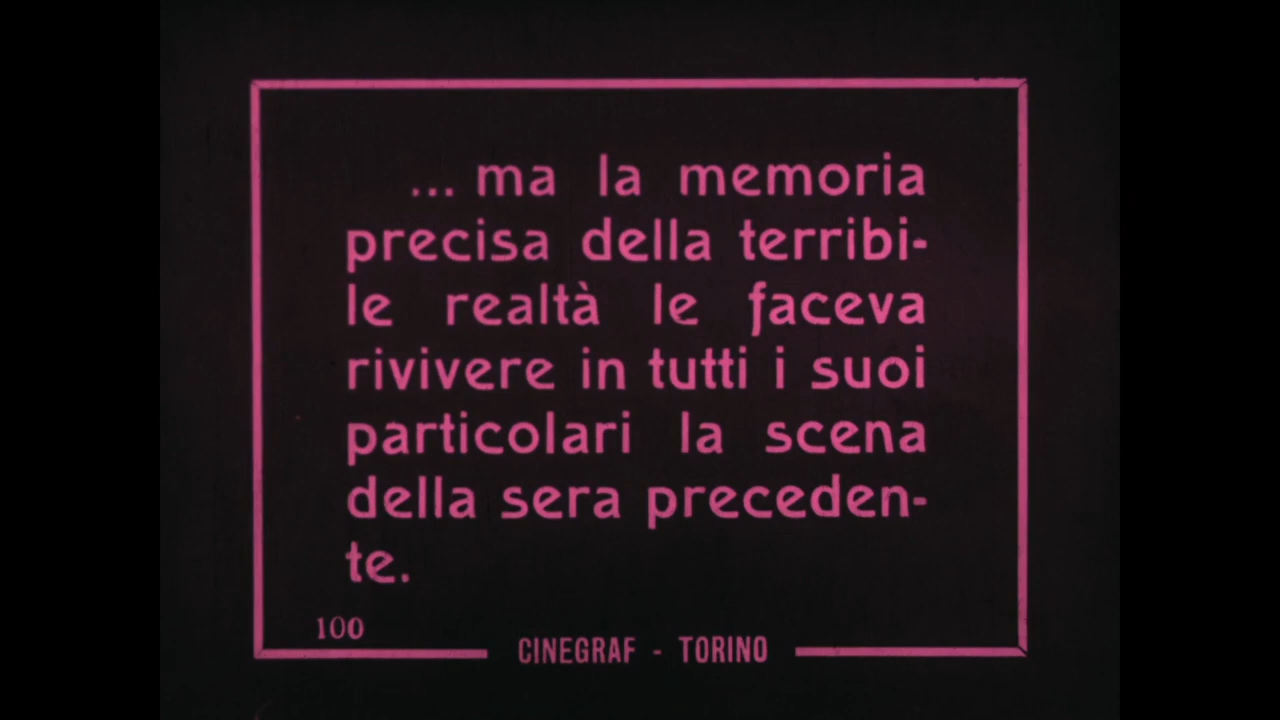 ... ma la memoria
precisa della terribi-
le realtà le faceva
rivivere in tutti i suoi
particolari la scena
della sera preceden-
te.
100
CINEGRAF - TORINO